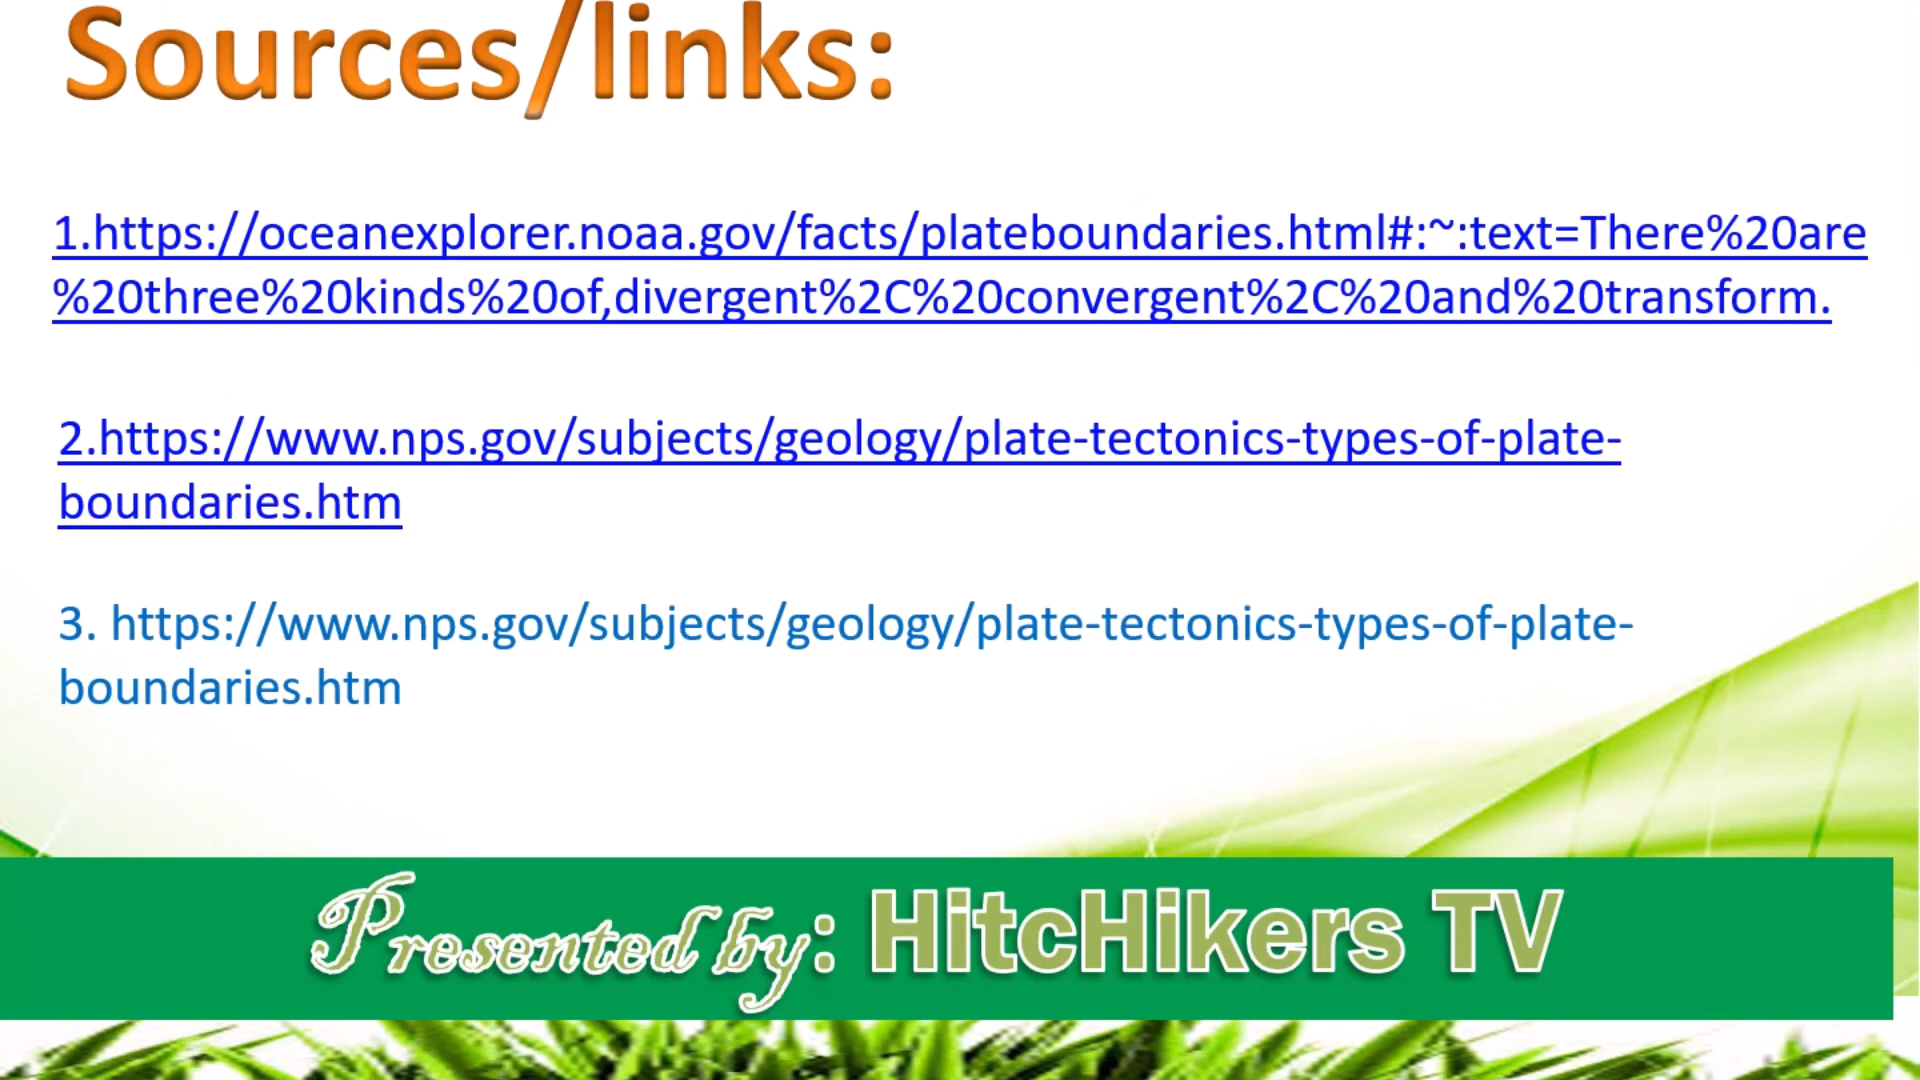 Sources/links:
1.https://oceanexplorer.noaa.gov/facts/plateboundaries.html#:~:text=There%20are
%20three%20kinds%20of,divergent%2C%20convergent%2C%20and%20transform.
2.https://www.nps.gov/subjects/geology/plate-tectonics-types-of-plate-
boundaries.htm
3. https://www.nps.gov/subjects/geology/plate-tectonics-types-of-plate-
boundaries.htm
Presented by: HitcHikers TV